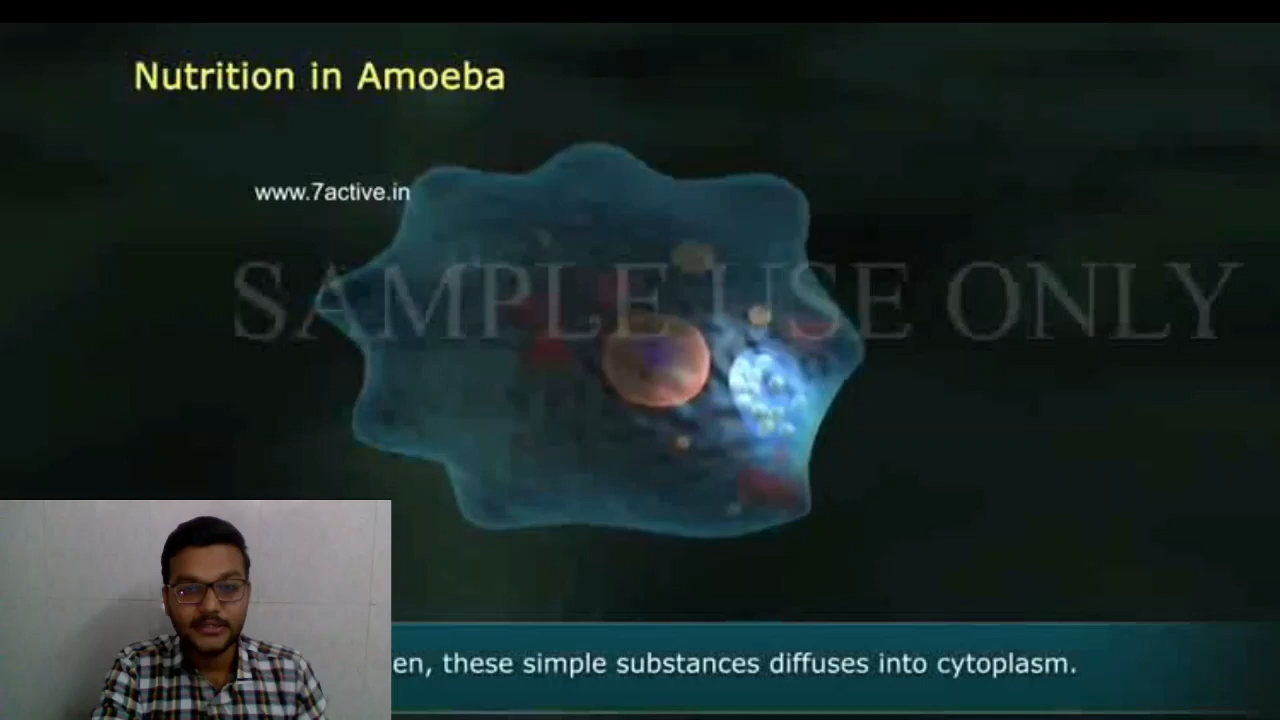 Nutrition in Amoeba
www.7active.in
SAMPLE USE ONLY
en, these simple substances diffuses into cytoplasm.